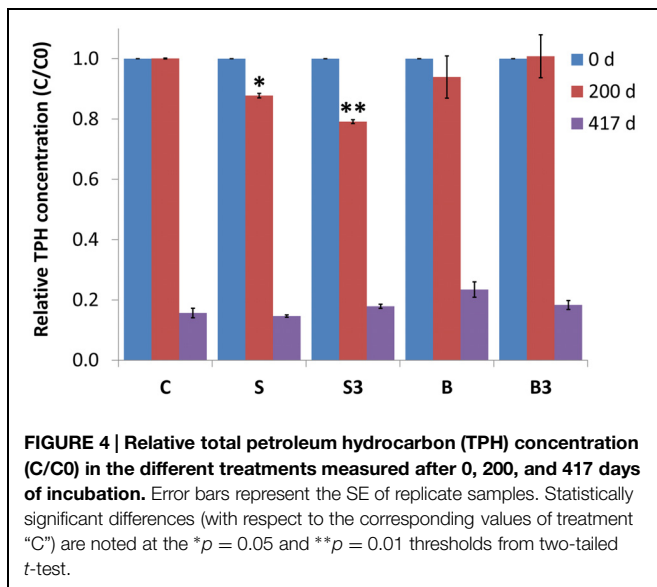 Relative TPH concentration (C/C0)
1.0
0.8
0.6
0.4
0.2
0.0
*
**
0 d
200 d
417 d
C S S3 B B3
FIGURE 4 | Relative total petroleum hydrocarbon (TPH) concentration
(C/C0) in the different treatments measured after 0, 200, and 417 days
of incubation. Error bars represent the SE of replicate samples. Statistically
significant differences (with respect to the corresponding values of treatment
“C”) are noted at the *p = 0.05 and **p = 0.01 thresholds from two-tailed
t-test.